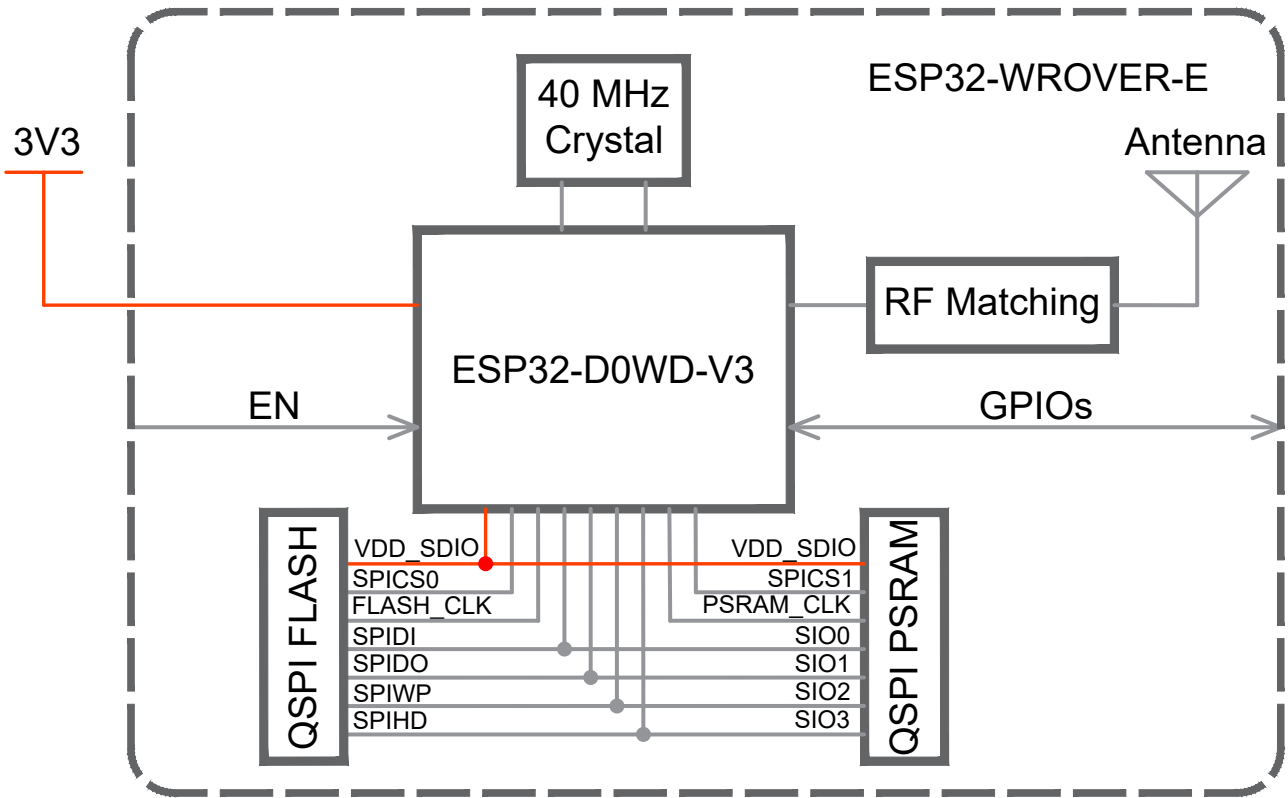 ESP32-WROVER-E
40 MHz
Crystal
3V3
Antenna
RF Matching
ESP32-D0WD-V3
EN
GPIOs
QSPI FLASH
VDD_SDIO
SPICS0
FLASH_CLK
SPIDI
SPIDO
SPIWP
SPIHD
VDD_SDIO
SPICS1
PSRAM_CLK
SIO0
SIO1
SIO2
SIO3
QSPI PSRAM